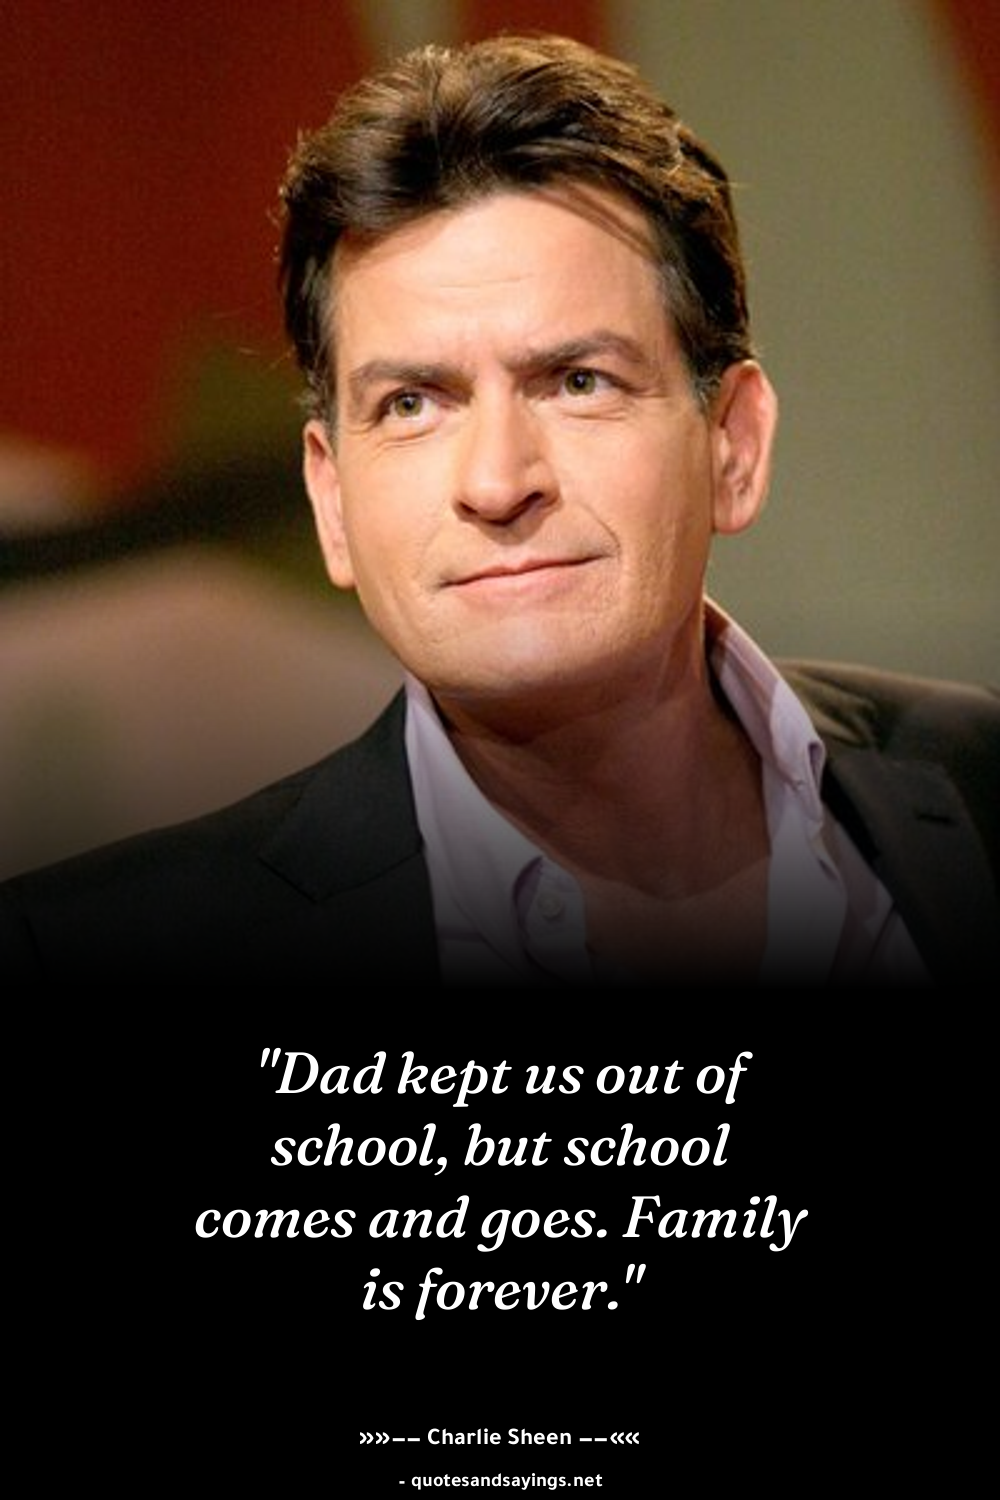 "Dad kept us out of
school, but school
comes and goes. Family
is forever."
»»–– Charlie Sheen ––««
- quotesandsayings.net